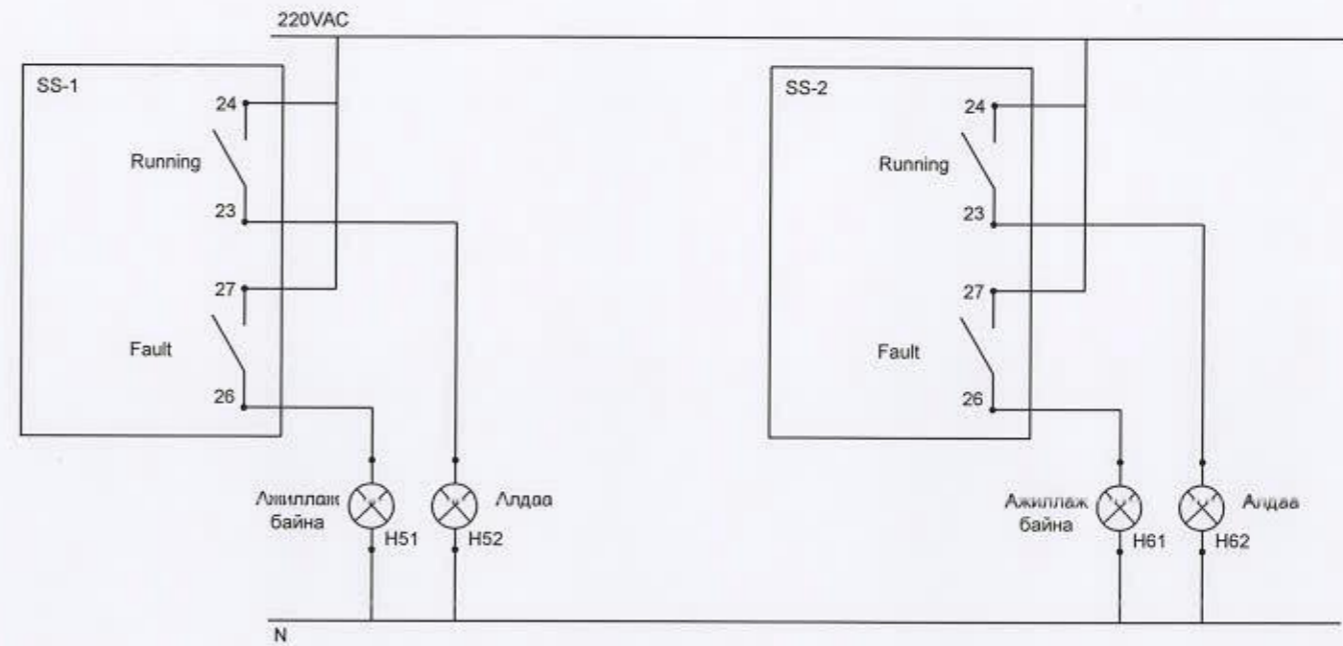 220VAC
SS-1
24
Running
23
27
Fault
26
Ажиллаж
байна
H51
H52
Алдаа
SS-2
24
Running
23
27
Fault
26
Ажиллаж
байна
H61
H62
Алдаа
N